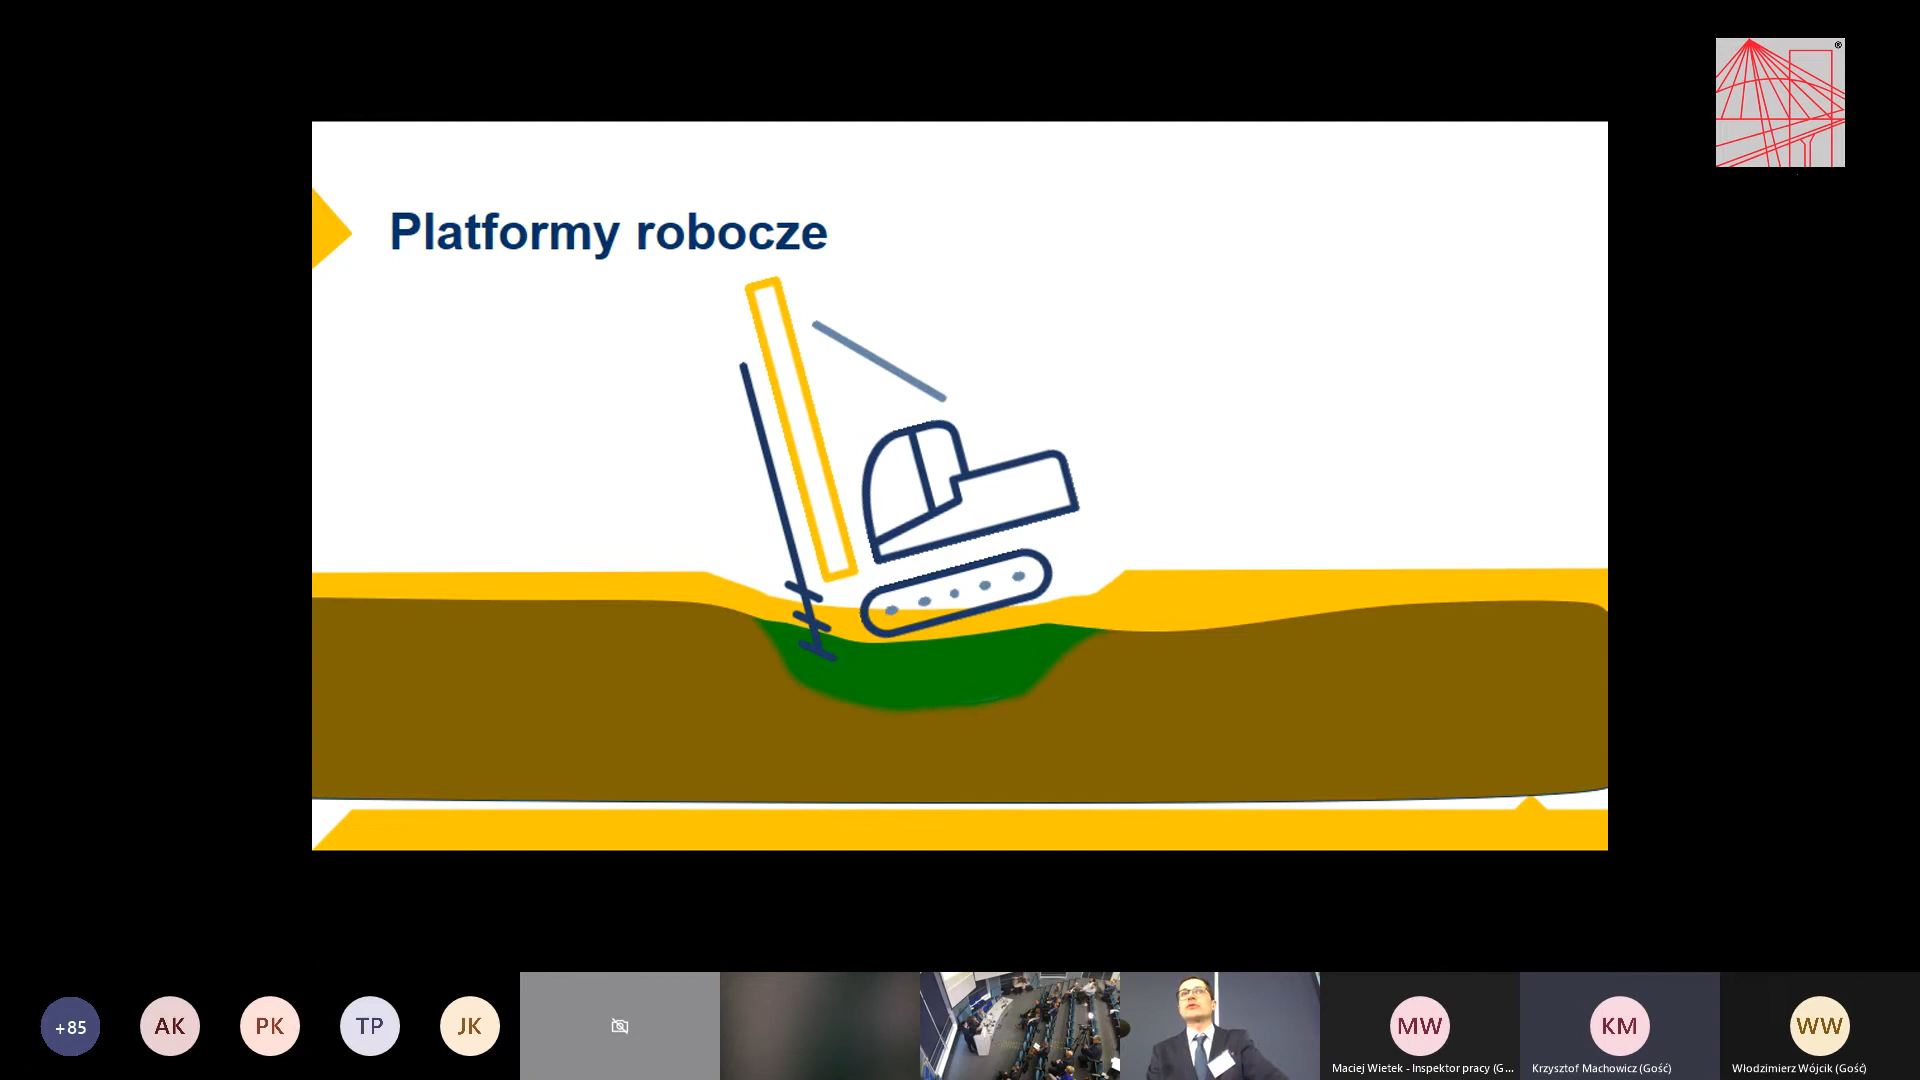 ®
Platformy robocze
+85
AK
PK
TP
JK
MW
KM
WW
Maciej Wietek - Inspektor pracy (G...
Krzysztof Machowicz (Gość)
Włodzimierz Wójcik (Gość)